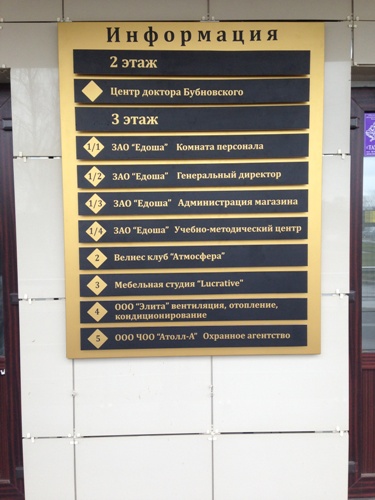 Информация
2 этаж
Центр доктора Бубновского
3 этаж
1/1 ЗАО "Едоша" Комната персонала
1/2 ЗАО "Едоша" Генеральный директор
1/3 ЗАО "Едоша" Администрация магазина
1/4 ЗАО "Едоша" Учебно-методический центр
2 Велнес клуб "Атмосфера"
3 Мебельная студия "Lucrative"
4 ООО "Элита" вентиляция, отопление,
кондиционирование
5 ООО ЧОО "Атолл-А" Охранное агентство